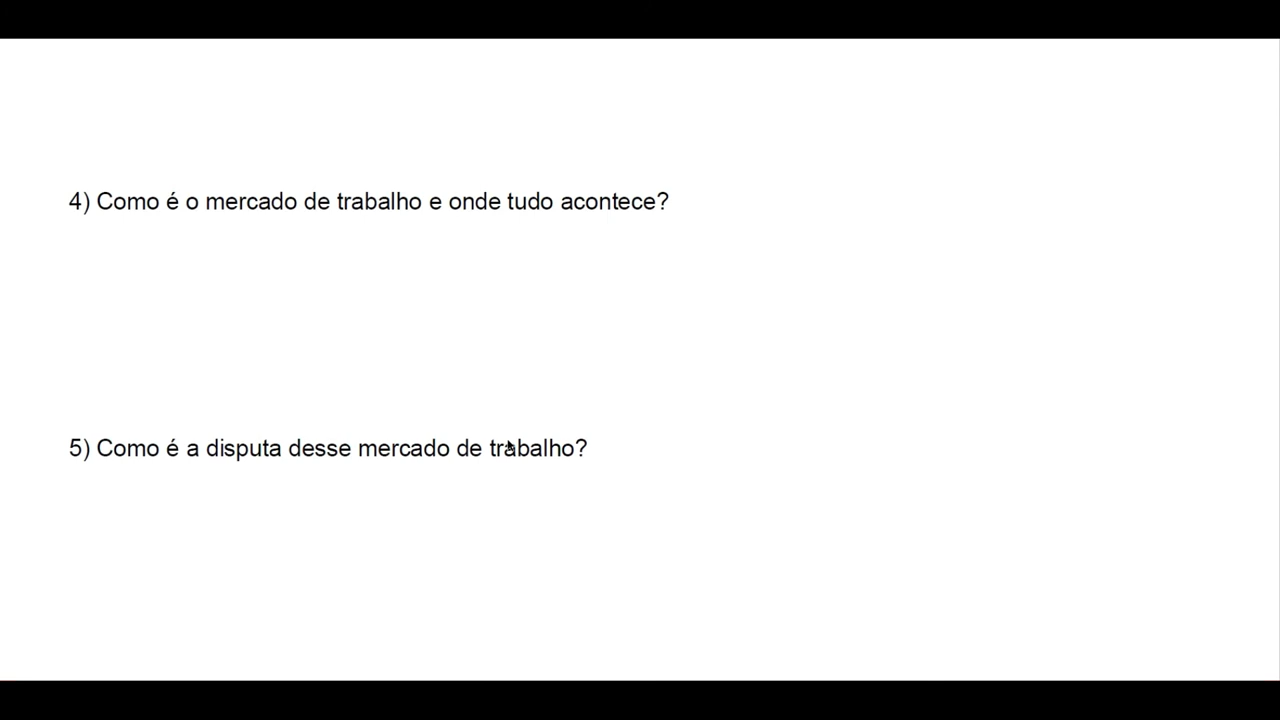 4) Como é o mercado de trabalho e onde tudo acontece?
5) Como é a disputa desse mercado de trabalho?